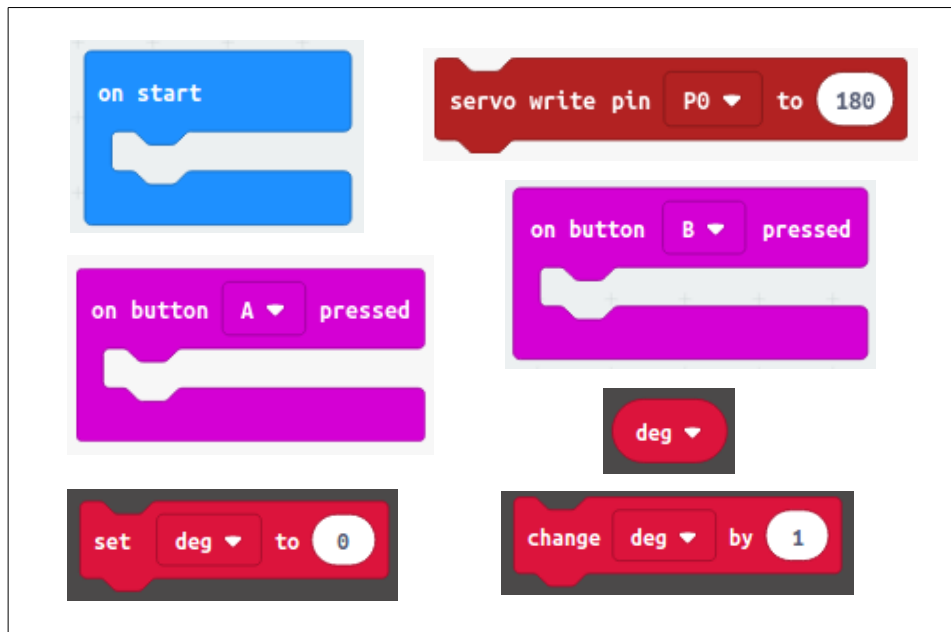 on start
servo write pin P0 to 180
on button B pressed
on button A pressed
deg
set deg to 0
change deg by 1